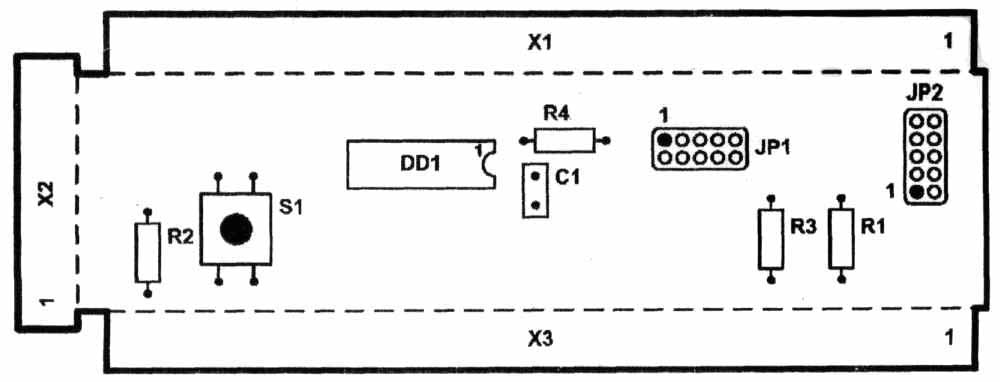 X1 1
JP2
R4 1
1 DD1 JP1
C1 1
X2
S1
R2 R3 R1
1
X3 1